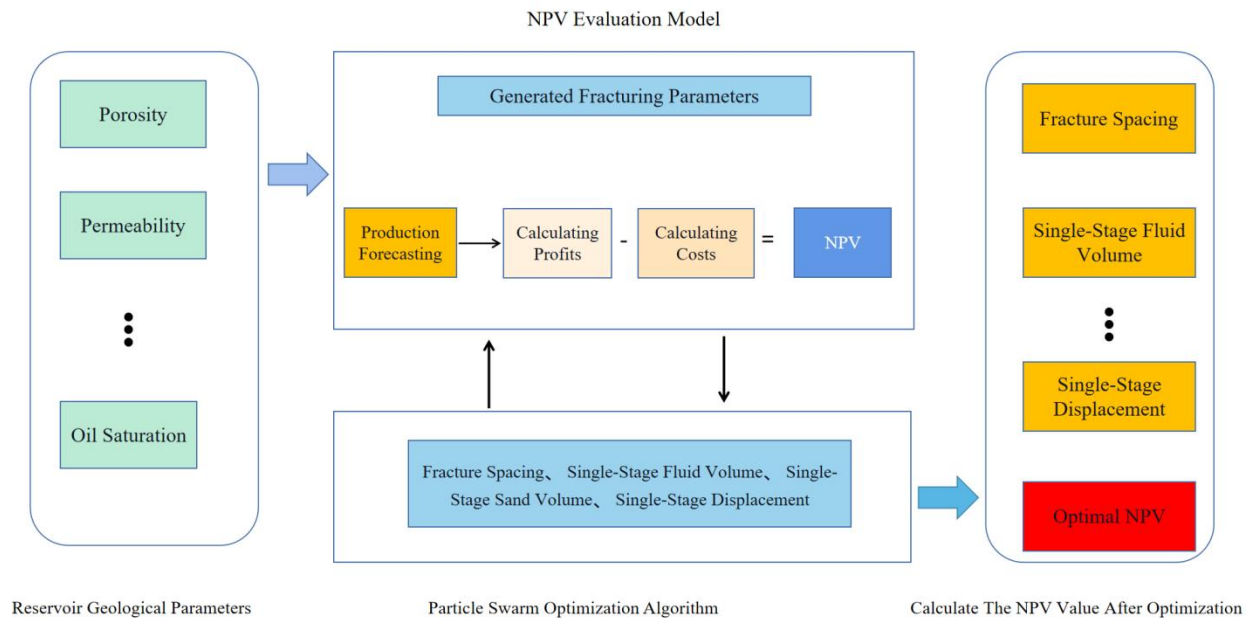 NPV Evaluation Model
Porosity
Permeability
Oil Saturation
Generated Fracturing Parameters
Production
Forecasting
Calculating
Profits
-
Calculating
Costs
=
NPV
Fracture Spacing、 Single-Stage Fluid Volume、 Single-
Stage Sand Volume、 Single-Stage Displacement
Fracture Spacing
Single-Stage Fluid
Volume
Single-Stage
Displacement
Optimal NPV
Reservoir Geological Parameters
Particle Swarm Optimization Algorithm
Calculate The NPV Value After Optimization